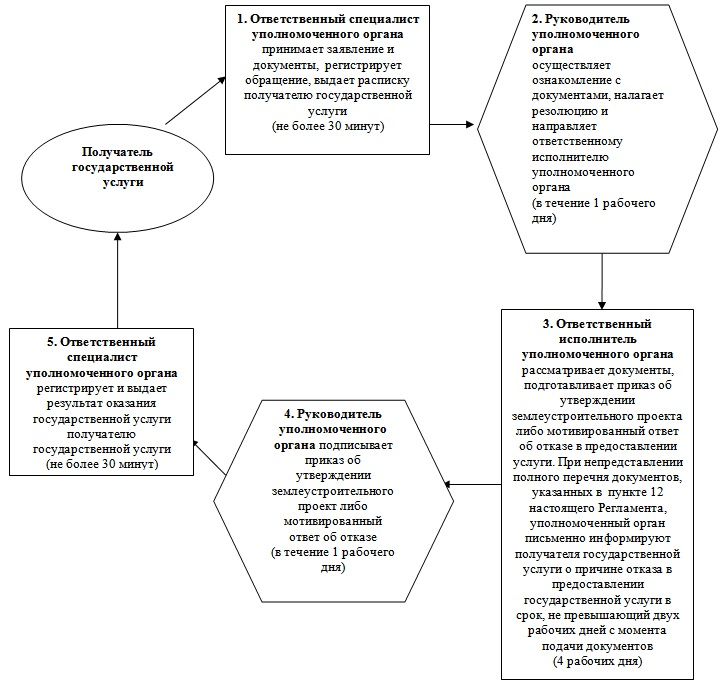 1. Ответственный специалист
уполномоченного органа
принимает заявление и
документы, регистрирует
обращение, выдает расписку
получателю государственной
услуги
(не более 30 минут)
2. Руководитель
уполномоченного
органа
осуществляет
ознакомление с
документами, налагает
резолюцию и
направляет
ответственному
исполнителю
уполномоченного
органа
(в течение 1 рабочего
дня)
Получатель
государственной
услуги
3. Ответственный
исполнитель
уполномоченного органа
рассматривает документы,
подготавливает приказ об
утверждении
землеустроительного проекта
либо мотивированный ответ
об отказе в предоставлении
услуги. При непредставлении
полного перечня документов,
указанных в пункте 12
настоящего Регламента,
уполномоченный орган
письменно информируют
получателя государственной
услуги о причине отказа в
предоставлении
государственной услуги в
срок, не превышающий двух
рабочих дней с момента
подачи документов
(4 рабочих дня)
4. Руководитель
уполномоченного
органа подписывает
приказ об
утверждении
землеустроительного
проект либо
мотивированный
ответ об отказе
(в течение 1 рабочего
дня)
5. Ответственный
специалист
уполномоченного органа
регистрирует и выдает
результат оказания
государственной услуги
получателю
государственной услуги
(не более 30 минут)